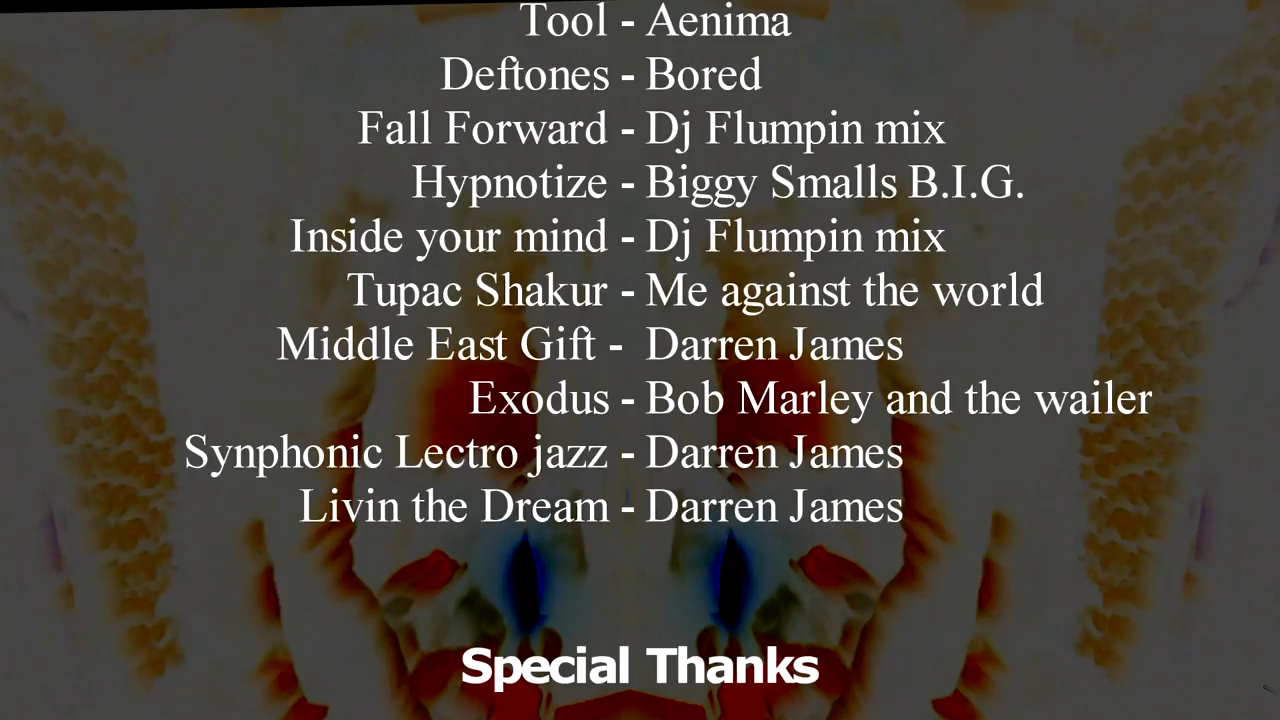 Tool - Aenima
Deftones - Bored
Fall Forward - Dj Flumpin mix
Hypnotize - Biggy Smalls B.I.G.
Inside your mind - Dj Flumpin mix
Tupac Shakur - Me against the world
Middle East Gift - Darren James
Exodus - Bob Marley and the wailer
Synphonic Lectro jazz - Darren James
Livin the Dream - Darren James
Special Thanks